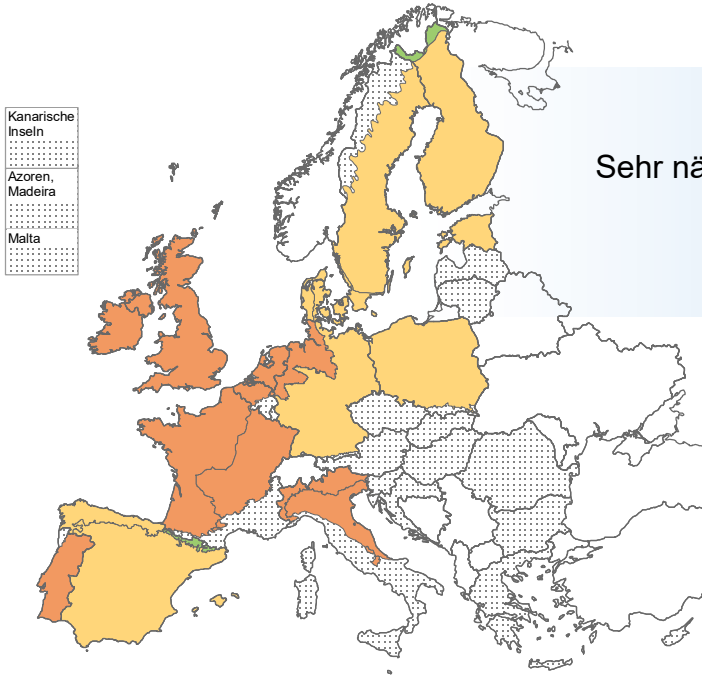 Kanarische
Inseln
Azoren,
Madeira
Malta
Sehr nä